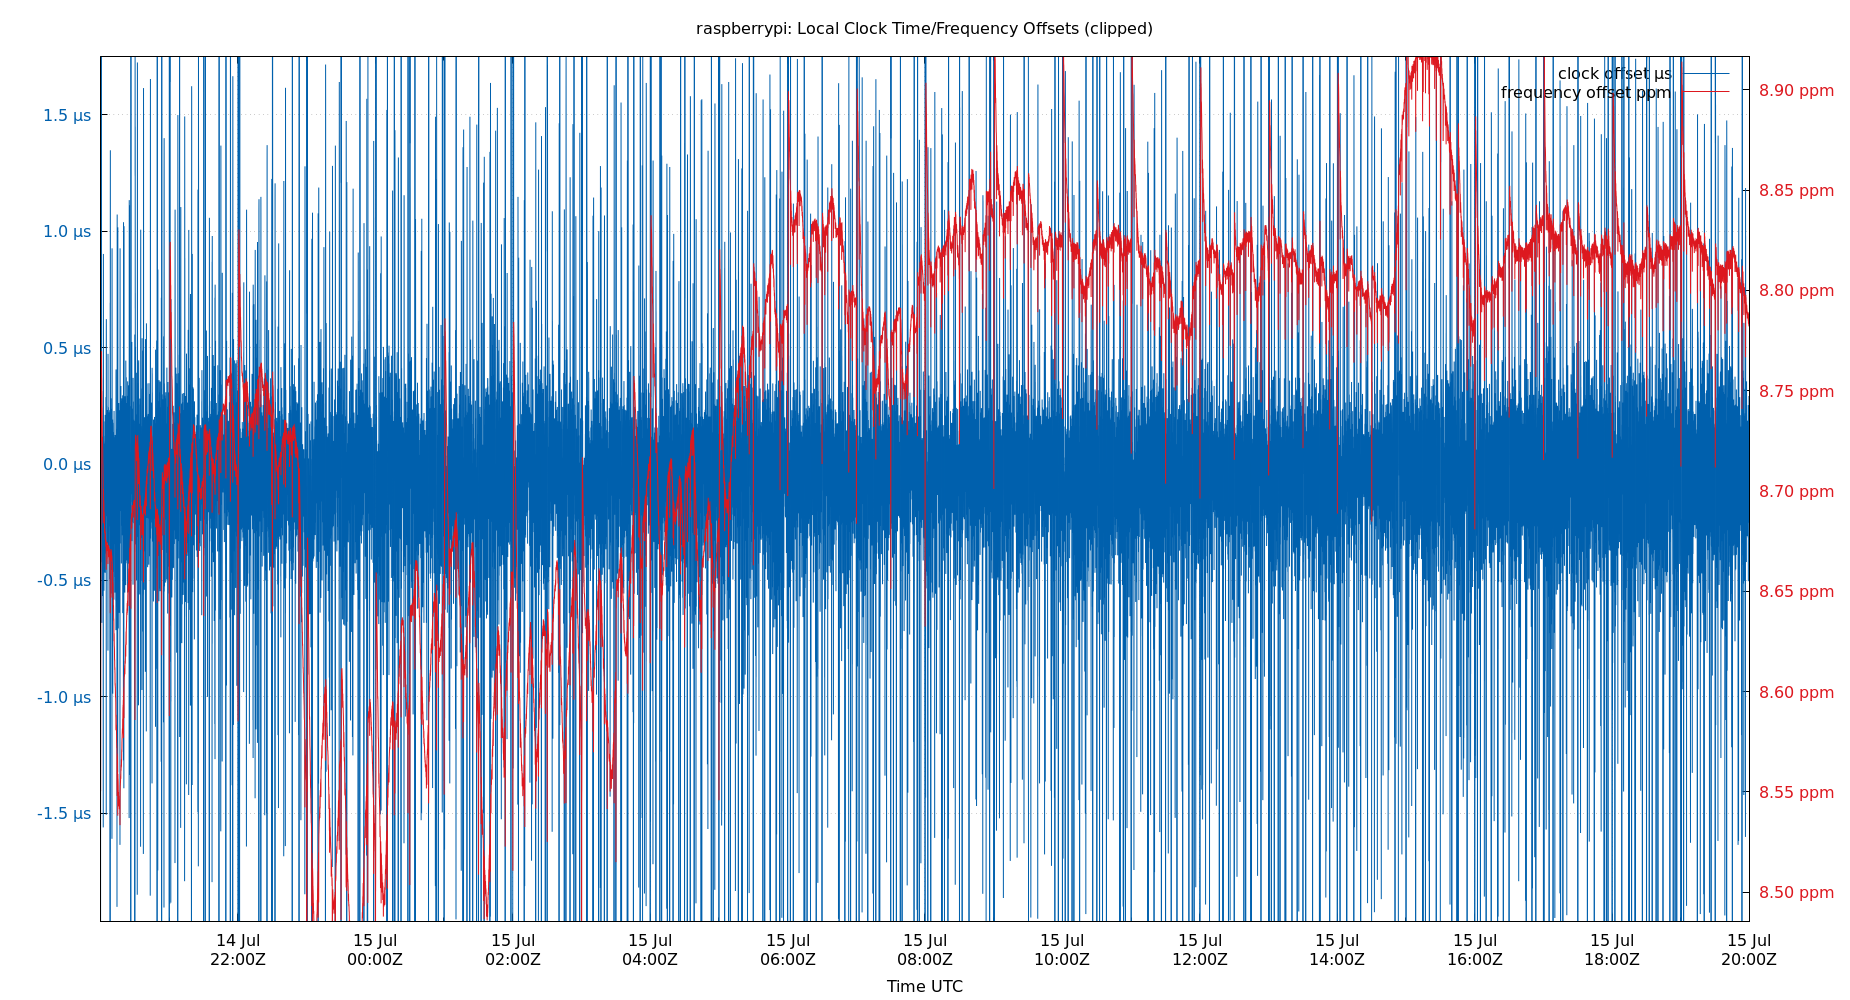 raspberrypi: Local Clock Time/Frequency Offsets (clipped)
clock offset µs
frequency offset ppm
1.5 µs
1.0 µs
0.5 µs
0.0 µs
-0.5 µs
-1.0 µs
-1.5 µs
8.90 ppm
8.85 ppm
8.80 ppm
8.75 ppm
8.70 ppm
8.65 ppm
8.60 ppm
8.55 ppm
8.50 ppm
14 Jul 15 Jul 15 Jul 15 Jul 15 Jul 15 Jul 15 Jul 15 Jul 15 Jul 15 Jul 15 Jul 15 Jul
22:00Z 00:00Z 02:00Z 04:00Z 06:00Z 08:00Z 10:00Z 12:00Z 14:00Z 16:00Z 18:00Z 20:00Z
Time UTC